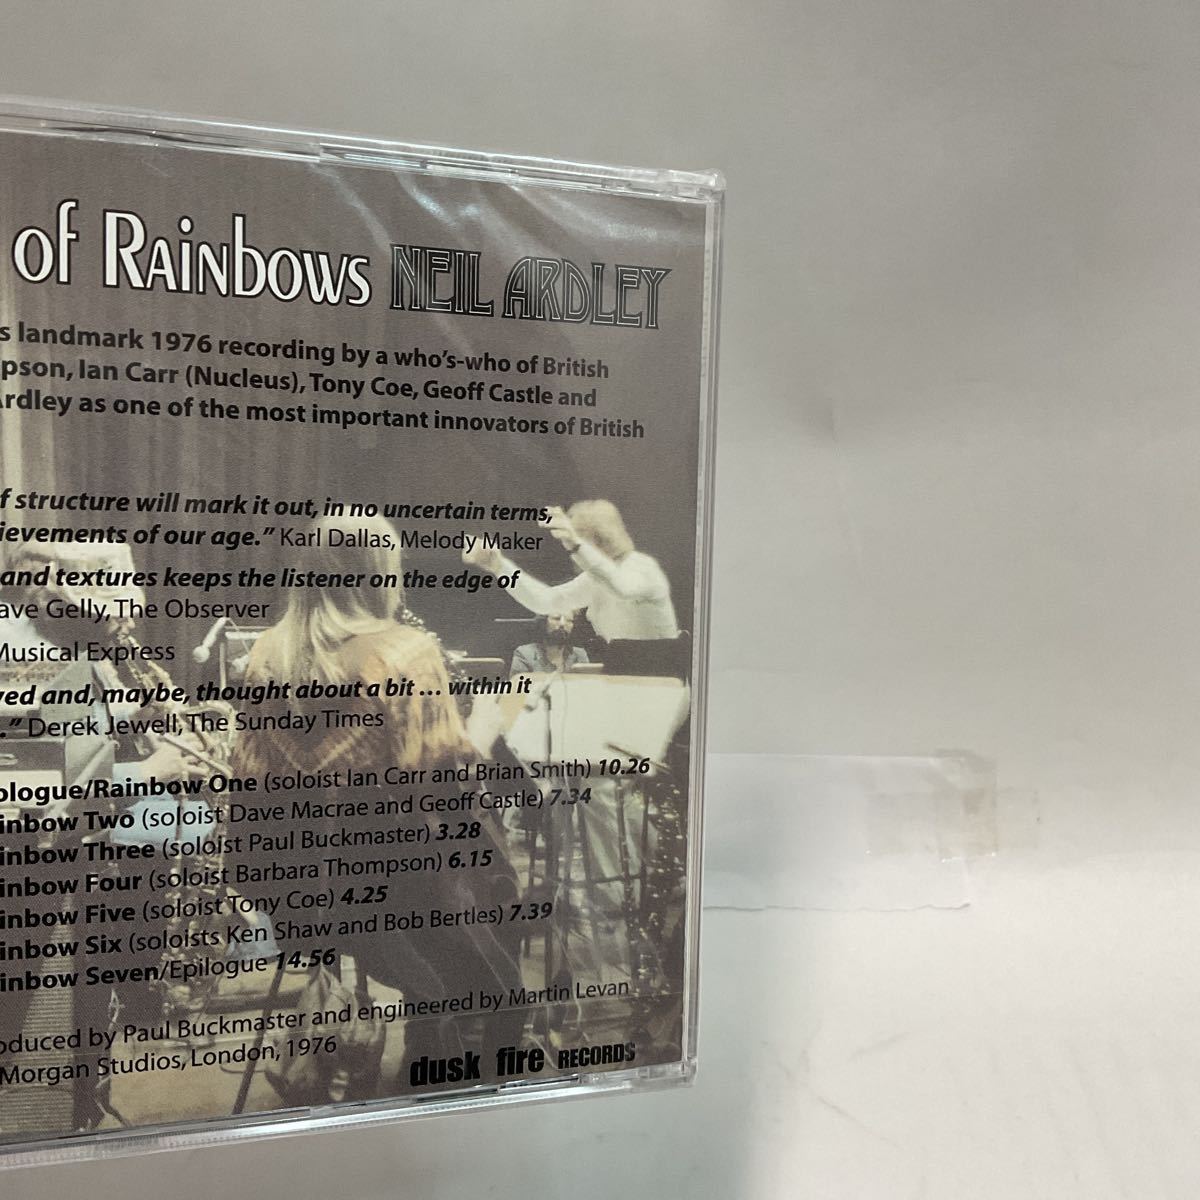 of Rainbows NEIL ARDLEY
s landmark 1976 recording by a who's-who of British
pson, Ian Carr (Nucleus), Tony Coe, Geoff Castle and
Ardley as one of the most important innovators of British
f structure will mark it out, in no uncertain terms,
ievements of our age." Karl Dallas, Melody Maker
and textures keeps the listener on the edge of
ave Gelly, The Observer
Musical Express
ved and, maybe, thought about a bit ... within it
." Derek Jewell, The Sunday Times
ologue/Rainbow One (soloist Ian Carr and Brian Smith) 10.26
inbow Two (soloist Dave Macrae and Geoff Castle) 7.34
inbow Three (soloist Paul Buckmaster) 3.28
inbow Four (soloist Barbara Thompson) 6.15
inbow Five (soloist Tony Coe) 4.25
inbow Six (soloists Ken Shaw and Bob Bertles) 7.39
inbow Seven/Epilogue 14.56
oduced by Paul Buckmaster and engineered by Martin Levan
Morgan Studios, London, 1976
dusk fire RECORDS